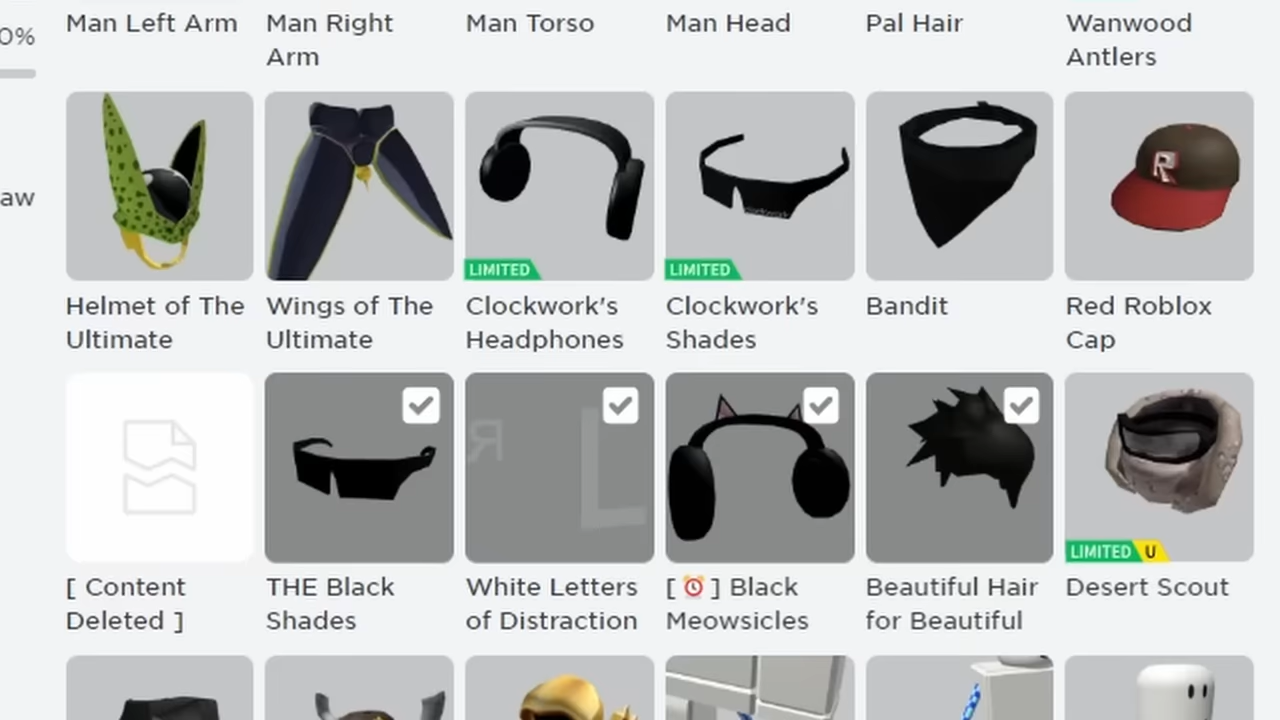 0%
Man Left Arm
Man Right
Arm
Man Torso
Man Head
Pal Hair
Wanwood
Antlers
aw
R
LIMITED
LIMITED
Helmet of The
Ultimate
Wings of The
Ultimate
Clockwork's
Headphones
Clockwork's
Shades
Bandit
Red Roblox
Cap
R
L
LIMITED U
[ Content
Deleted ]
THE Black
Shades
White Letters
of Distraction
[ ⏰ ] Black
Meowsicles
Beautiful Hair
for Beautiful
Desert Scout